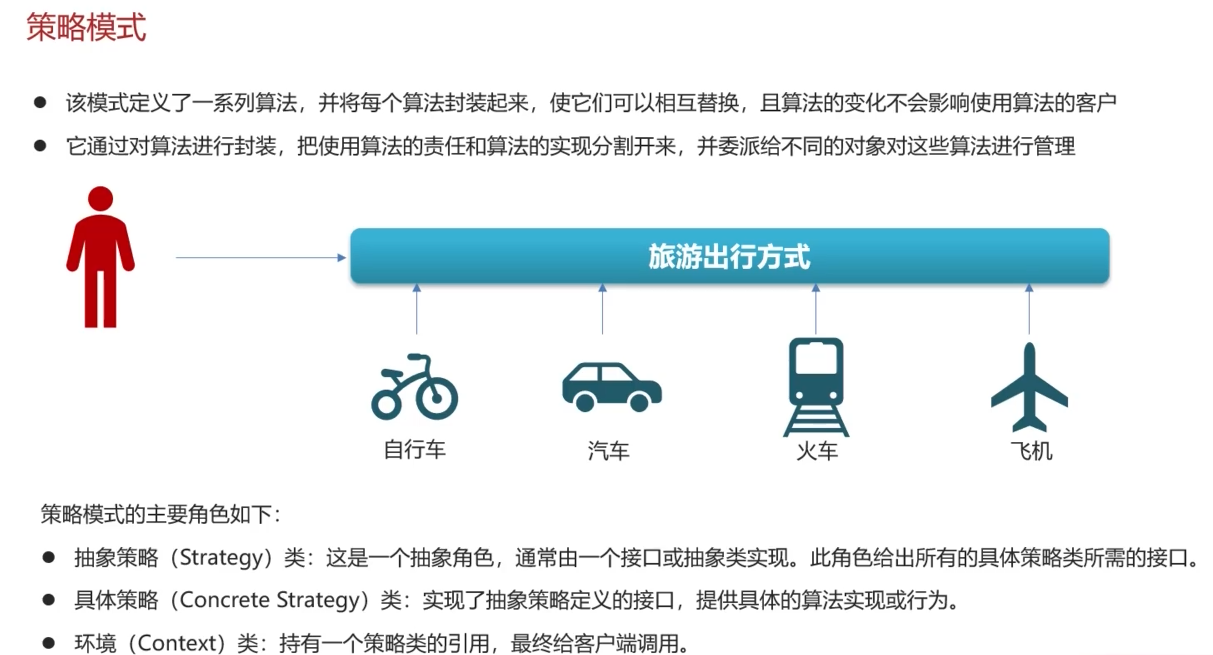 策略模式
● 该模式定义了一系列算法，并将每个算法封装起来，使它们可以相互替换，且算法的变化不会影响使用算法的客户
● 它通过对算法进行封装，把使用算法的责任和算法的实现分割开来，并委派给不同的对象对这些算法进行管理
旅游出行方式
自行车 汽车 火车 飞机
策略模式的主要角色如下：
● 抽象策略（Strategy）类：这是一个抽象角色，通常由一个接口或抽象类实现。此角色给出所有的具体策略类所需的接口。
● 具体策略（Concrete Strategy）类：实现了抽象策略定义的接口，提供具体的算法实现或行为。
● 环境（Context）类：持有一个策略类的引用，最终给客户端调用。